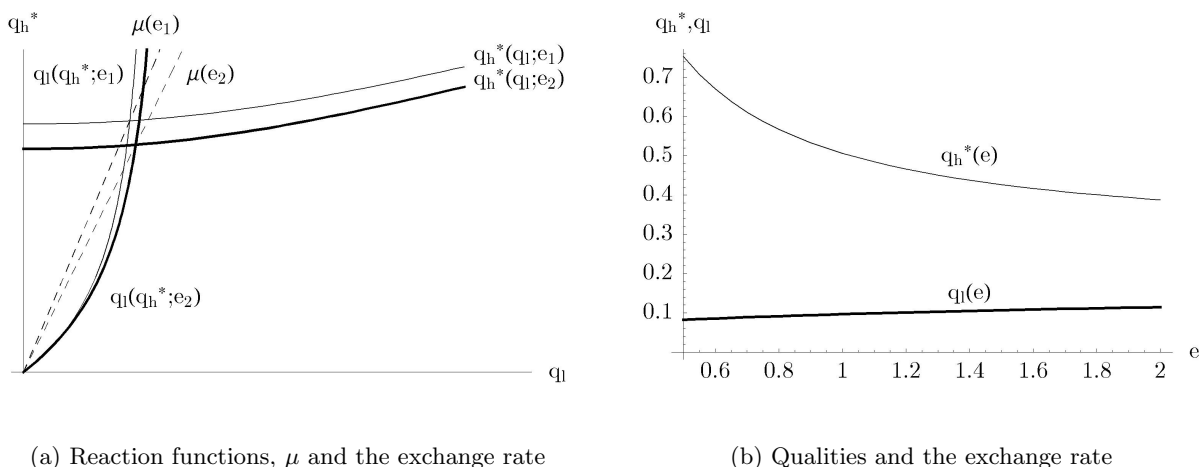 qh*
μ(e1)
ql(qh*;e1)
μ(e2)
qh*(ql;e1)
qh*(ql;e2)
ql(qh*;e2)
ql
(a) Reaction functions, μ and the exchange rate
qh*,ql
0.7
0.6
0.5
0.4
0.3
0.2
0.1
qh*(e)
ql(e)
0.6 0.8 1 1.2 1.4 1.6 1.8 2
e
(b) Qualities and the exchange rate